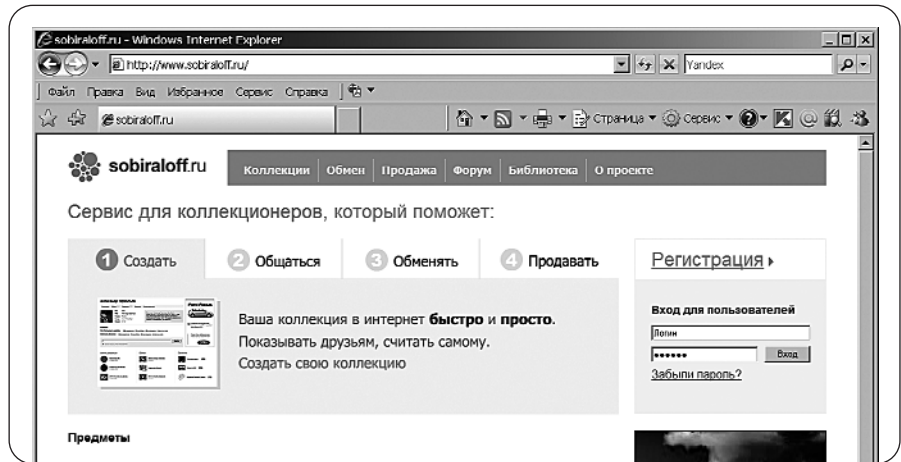 sobiraloff.ru - Windows Internet Explorer
http://www.sobiraloff.ru/
Yandex
Файл Правка Вид Избранное Сервис Справка
sobiraloff.ru
Страница Сервис
sobiraloff.ru
Коллекции Обмен Продажа Форум Библиотека О проекте
Сервис для коллекционеров, который поможет:
1 Создать
2 Общаться
3 Обменять
4 Продавать
Ваша коллекция в интернет быстро и просто.
Показывать друзьям, считать самому.
Создать свою коллекцию
Регистрация
Вход для пользователей
Логин
Вход
Забыли пароль?
Предметы